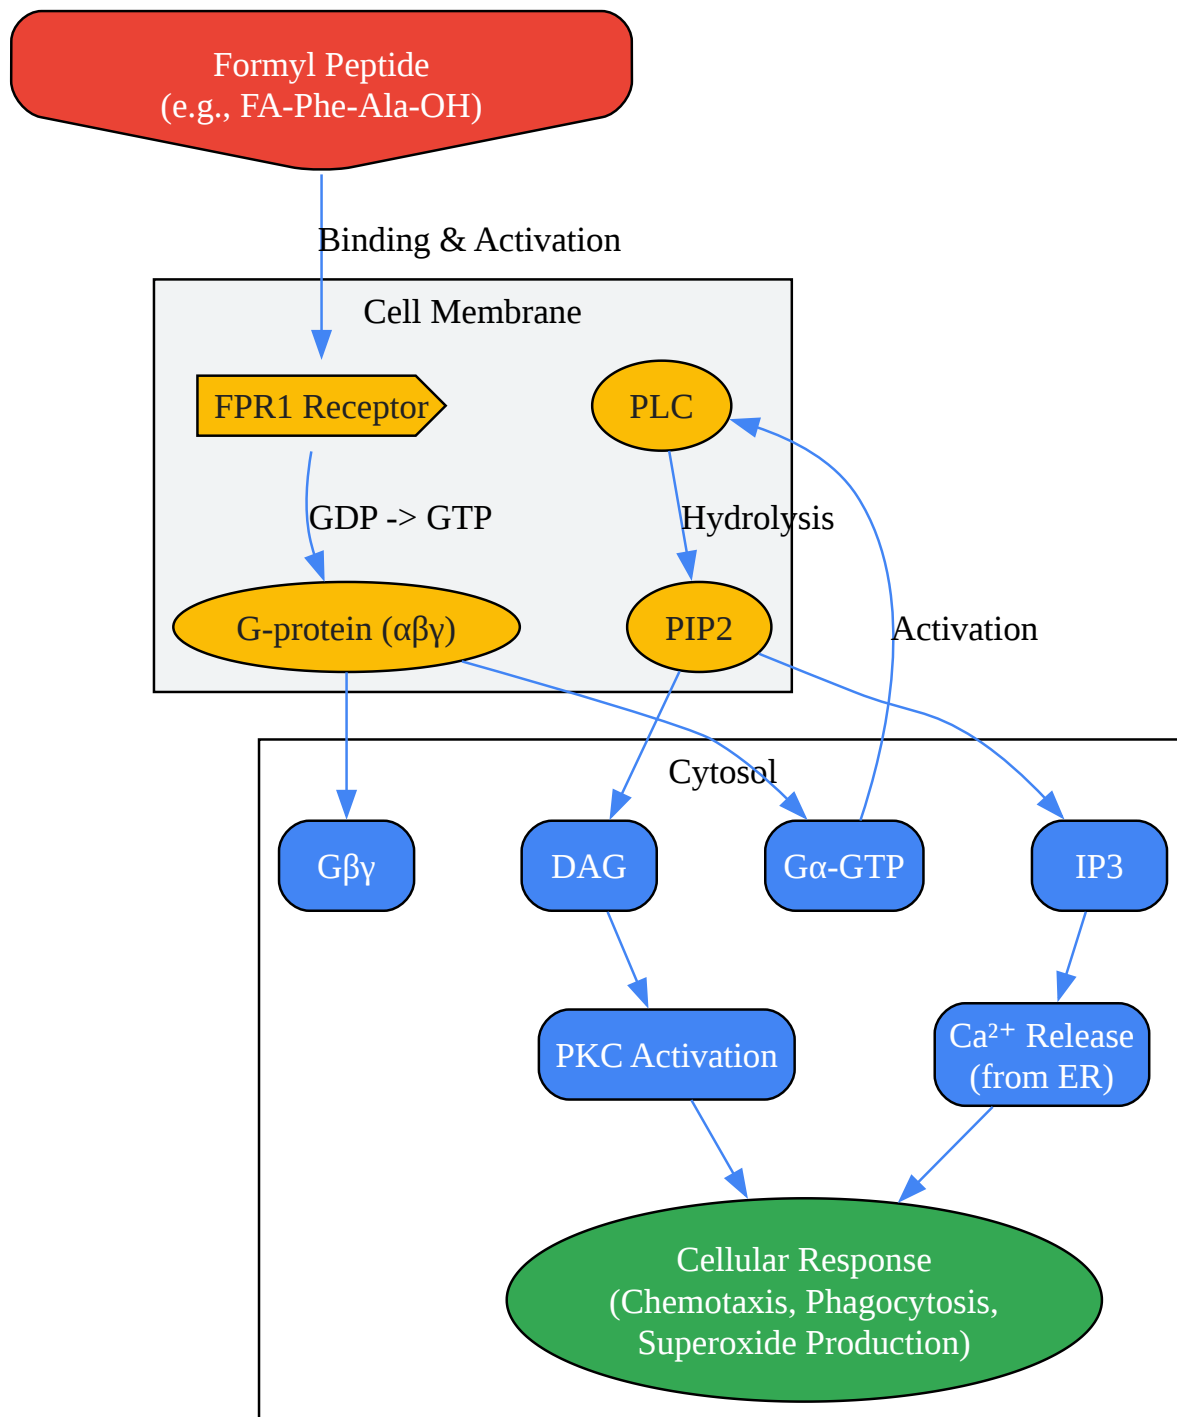 Formyl Peptide
(e.g., FA-Phe-Ala-OH)
Binding & Activation
Cell Membrane
FPR1 Receptor
PLC
GDP -> GTP
Hydrolysis
G-protein (αβγ)
PIP2
Activation
Cytosol
Gβγ
DAG
Gα-GTP
IP3
PKC Activation
Ca²⁺ Release
(from ER)
Cellular Response
(Chemotaxis, Phagocytosis,
Superoxide Production)